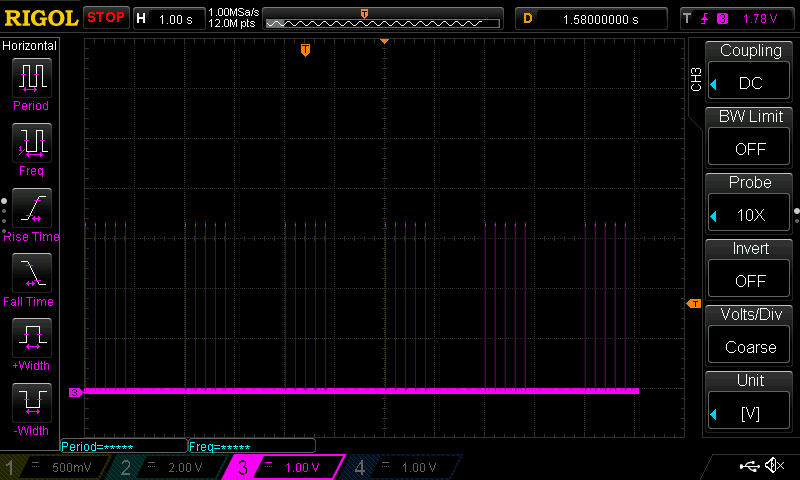 RIGOL STOP H 1.00 s 1.00MSa/s 12.0M pts T D 1.58000000 s T 3 1.78 V
Horizontal
Period
Freq
Rise Time
Fall Time
+Width
-Width
T
T
3
CH3
Coupling
DC
BW Limit
OFF
Probe
10X
Invert
OFF
Volts/Div
Coarse
Unit
[V]
Period=***** Freq=*****
1 500mV 2 2.00 V 3 1.00 V 4 1.00 V